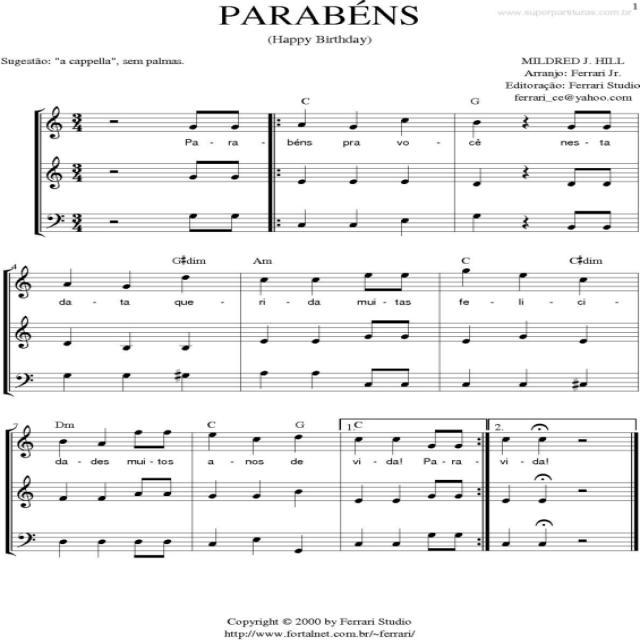 PARABÉNS
1
www.superpartituras.com.br
(Happy Birthday)
Sugestão: "a cappella", sem palmas.
MILDRED J. HILL
Arranjo: Ferrari Jr.
Editoração: Ferrari Studio
ferrari_ce@yahoo.com
C G
Pa - ra - béns pra vo - cê nes - ta
4
G#dim Am C C#dim
da - ta que - ri - da mui - tas fe - li - ci -
7
Dm C G 1. C 2.
da - des mui - tos a - nos de vi - da! Pa - ra - vi - da!
Copyright © 2000 by Ferrari Studio
http://www.fortalnet.com.br/~ferrari/